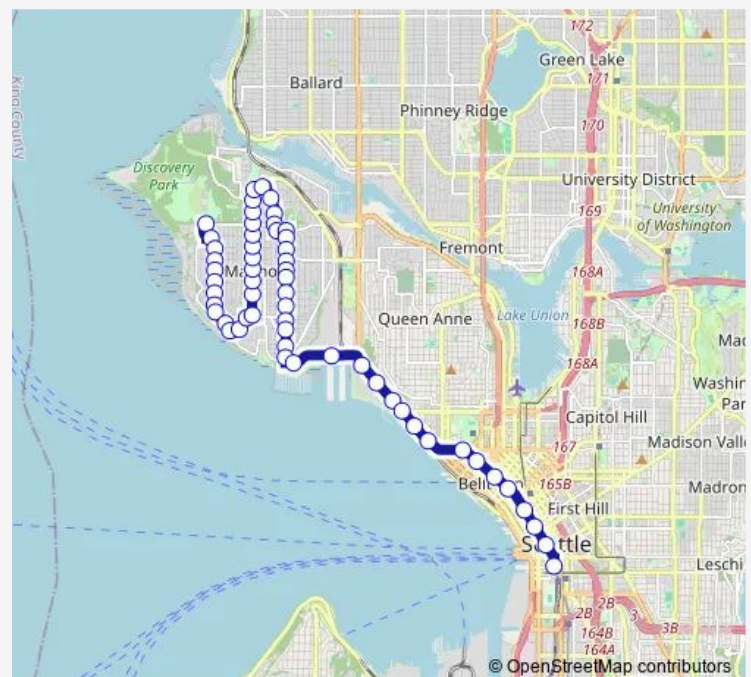 172
Green Lake
171
Ballard
Phinney Ridge
170
King County
Discovery
Park
University District
169
University
of Washington
Fremont
168A
Lake Union
Queen Anne
168B
168A
Capitol Hill
167
Madison Vall
165B
First Hill
Madron
Leschi
2B
2B
3
3B
164B
164A
© OpenStreetMap contributors